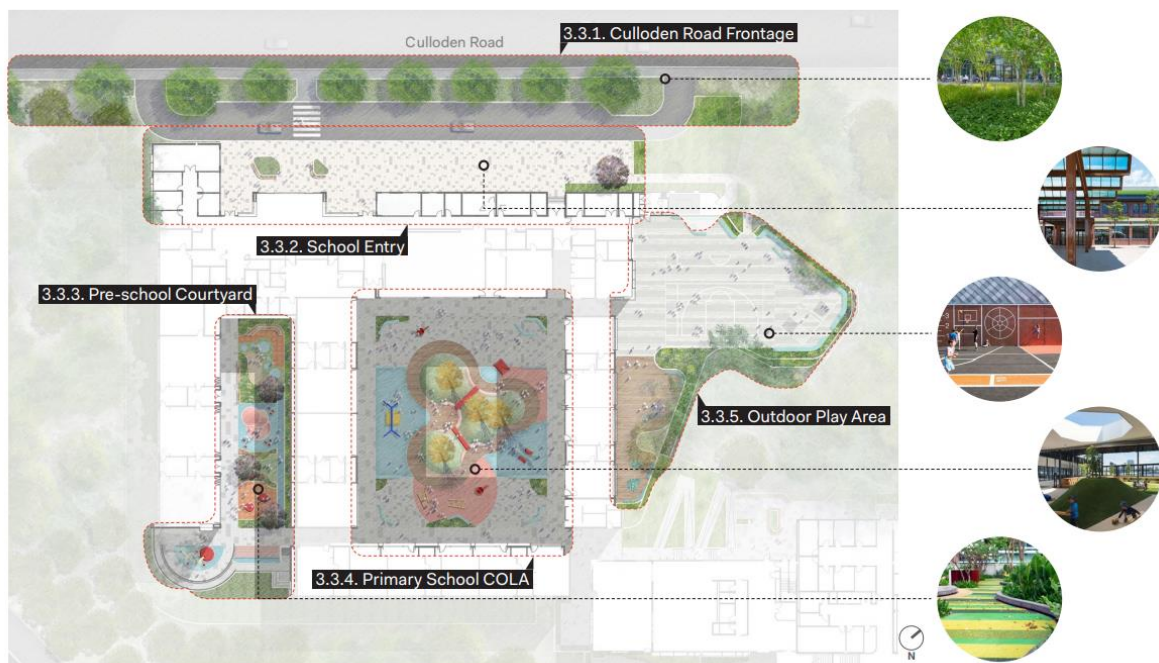 Culloden Road
3.3.1. Culloden Road Frontage
3.3.2. School Entry
3.3.3. Pre-school Courtyard
3.3.5. Outdoor Play Area
3.3.4. Primary School COLA
N